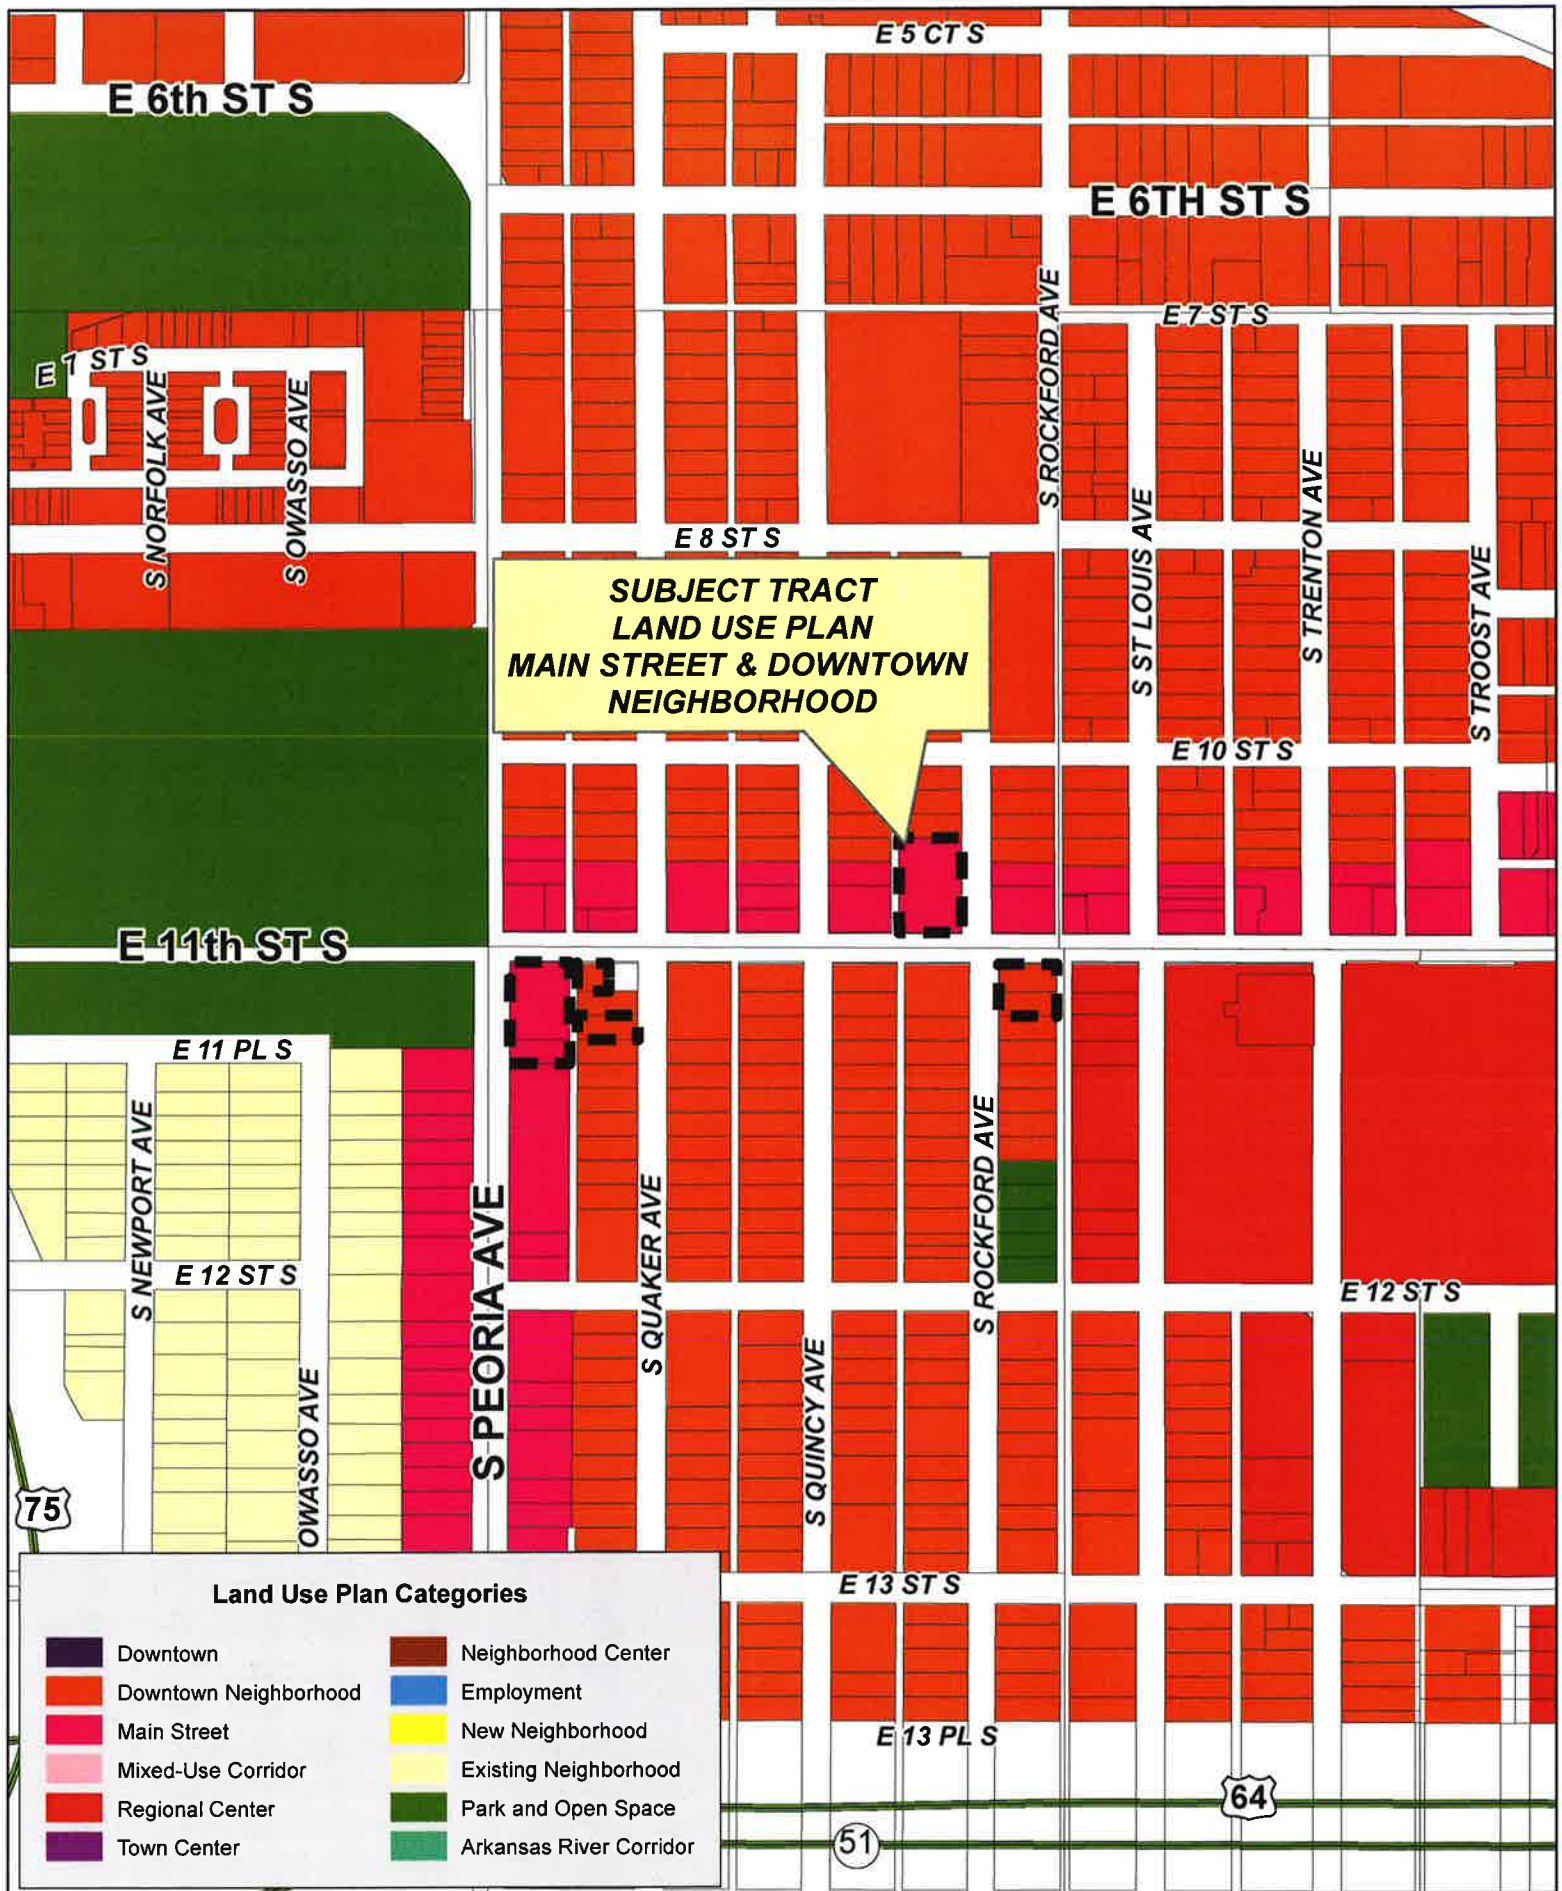 E 5 CT S
E 6th ST S
E 6TH ST S
E 7 ST S
E 7 ST S
S NORFOLK AVE
S OWASSO AVE
S ROCKFORD AVE
E 8 ST S
S ST LOUIS AVE
S TRENTON AVE
S TROOST AVE
SUBJECT TRACT
LAND USE PLAN
MAIN STREET & DOWNTOWN
NEIGHBORHOOD
E 10 ST S
E 11th ST S
E 11 PL S
S NEWPORT AVE
E 12 ST S
OWASSO AVE
S PEORIA AVE
S QUAKER AVE
S QUINCY AVE
S ROCKFORD AVE
E 12 ST S
75
E 13 ST S
E 13 PL S
64
51
Land Use Plan Categories
Downtown
Downtown Neighborhood
Main Street
Mixed-Use Corridor
Regional Center
Town Center
Neighborhood Center
Employment
New Neighborhood
Existing Neighborhood
Park and Open Space
Arkansas River Corridor